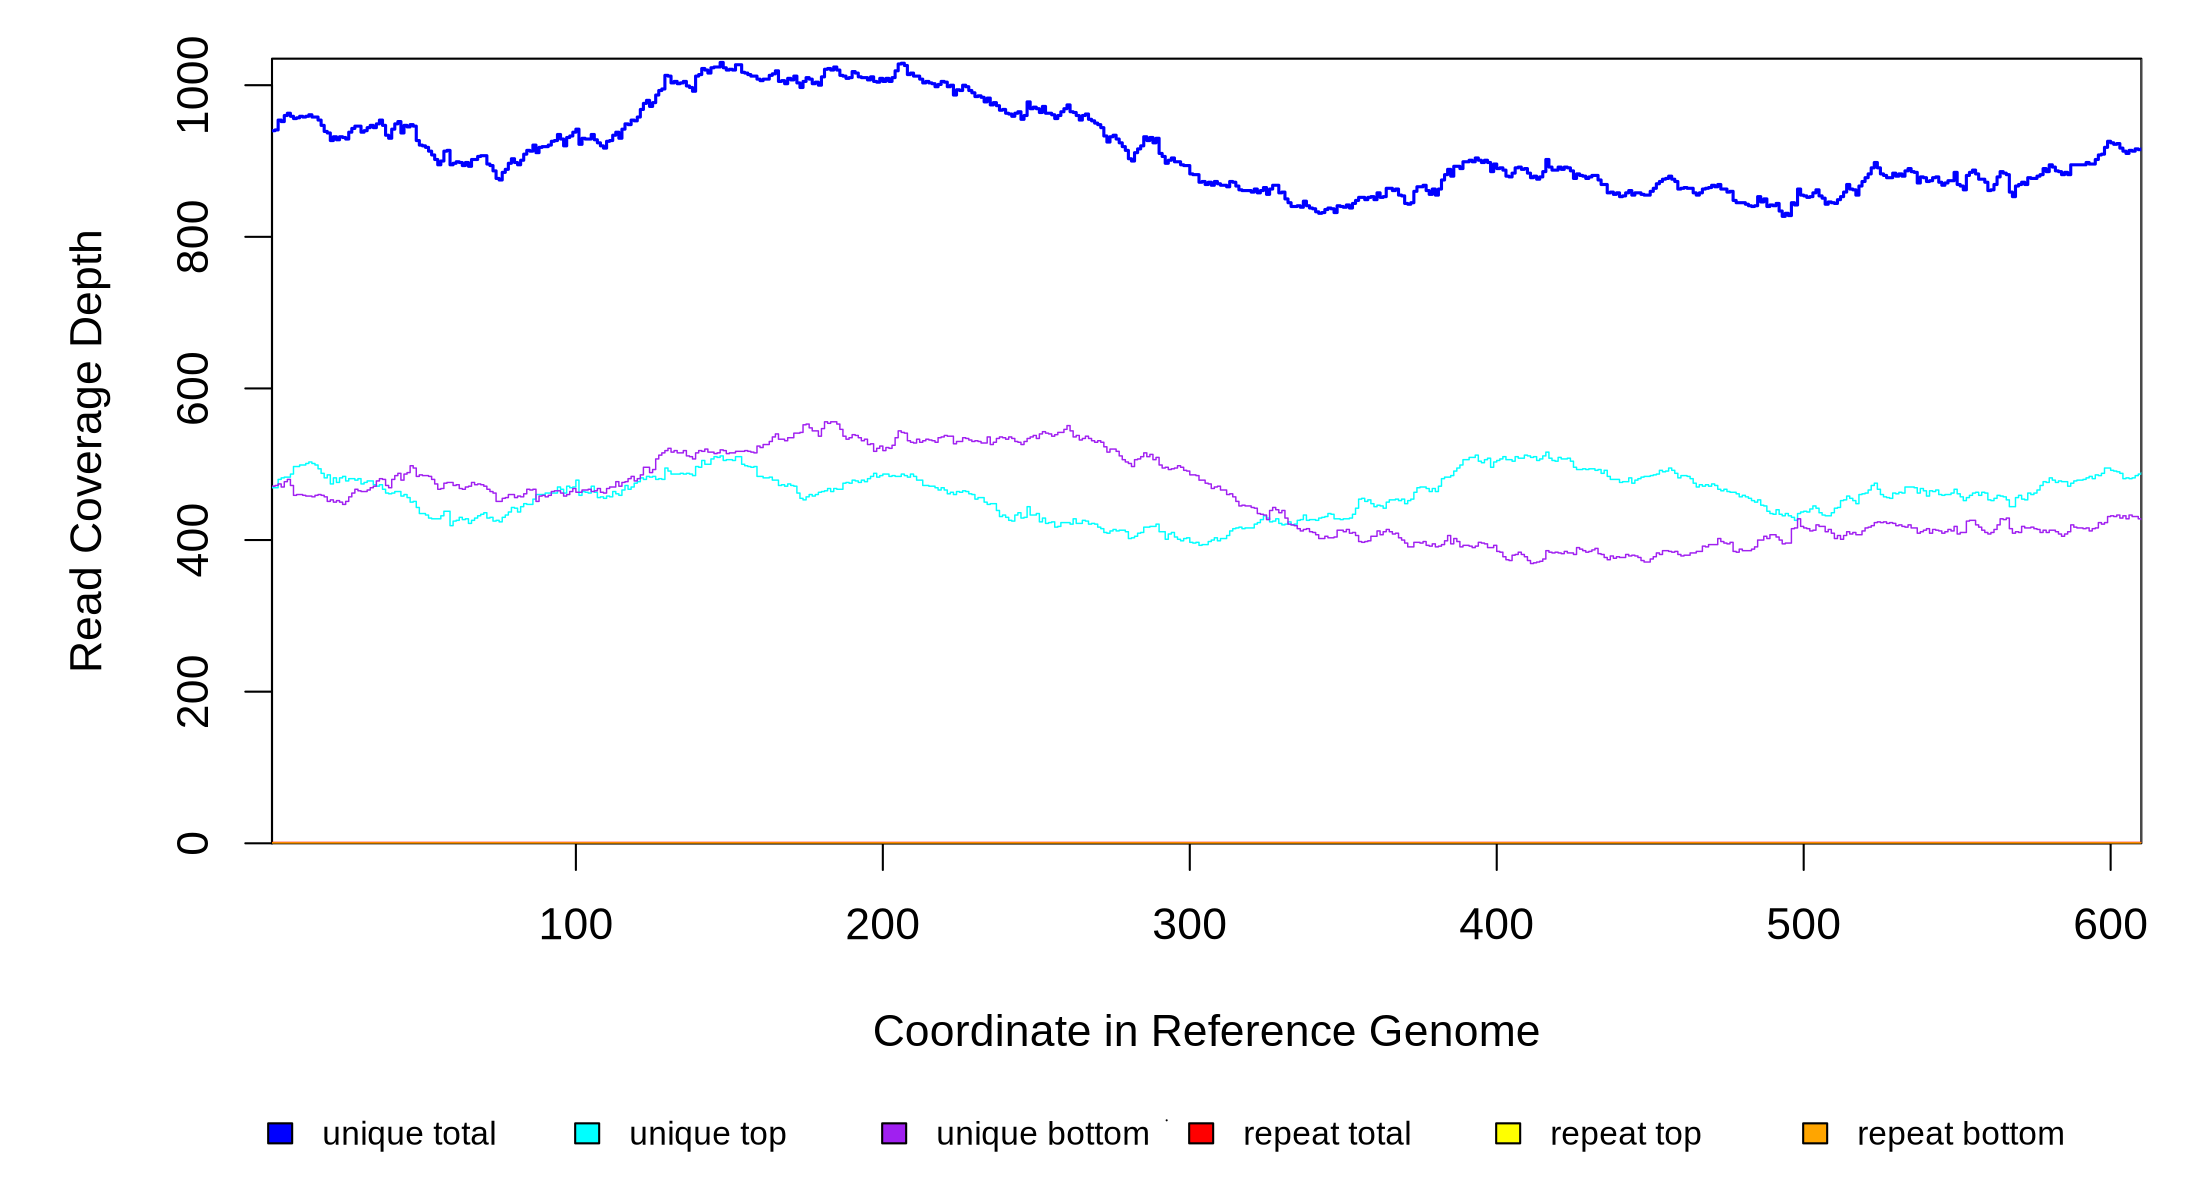 1000
800
600
400
200
0
Read Coverage Depth
100 200 300 400 500 600
Coordinate in Reference Genome
unique total unique top unique bottom repeat total repeat top repeat bottom